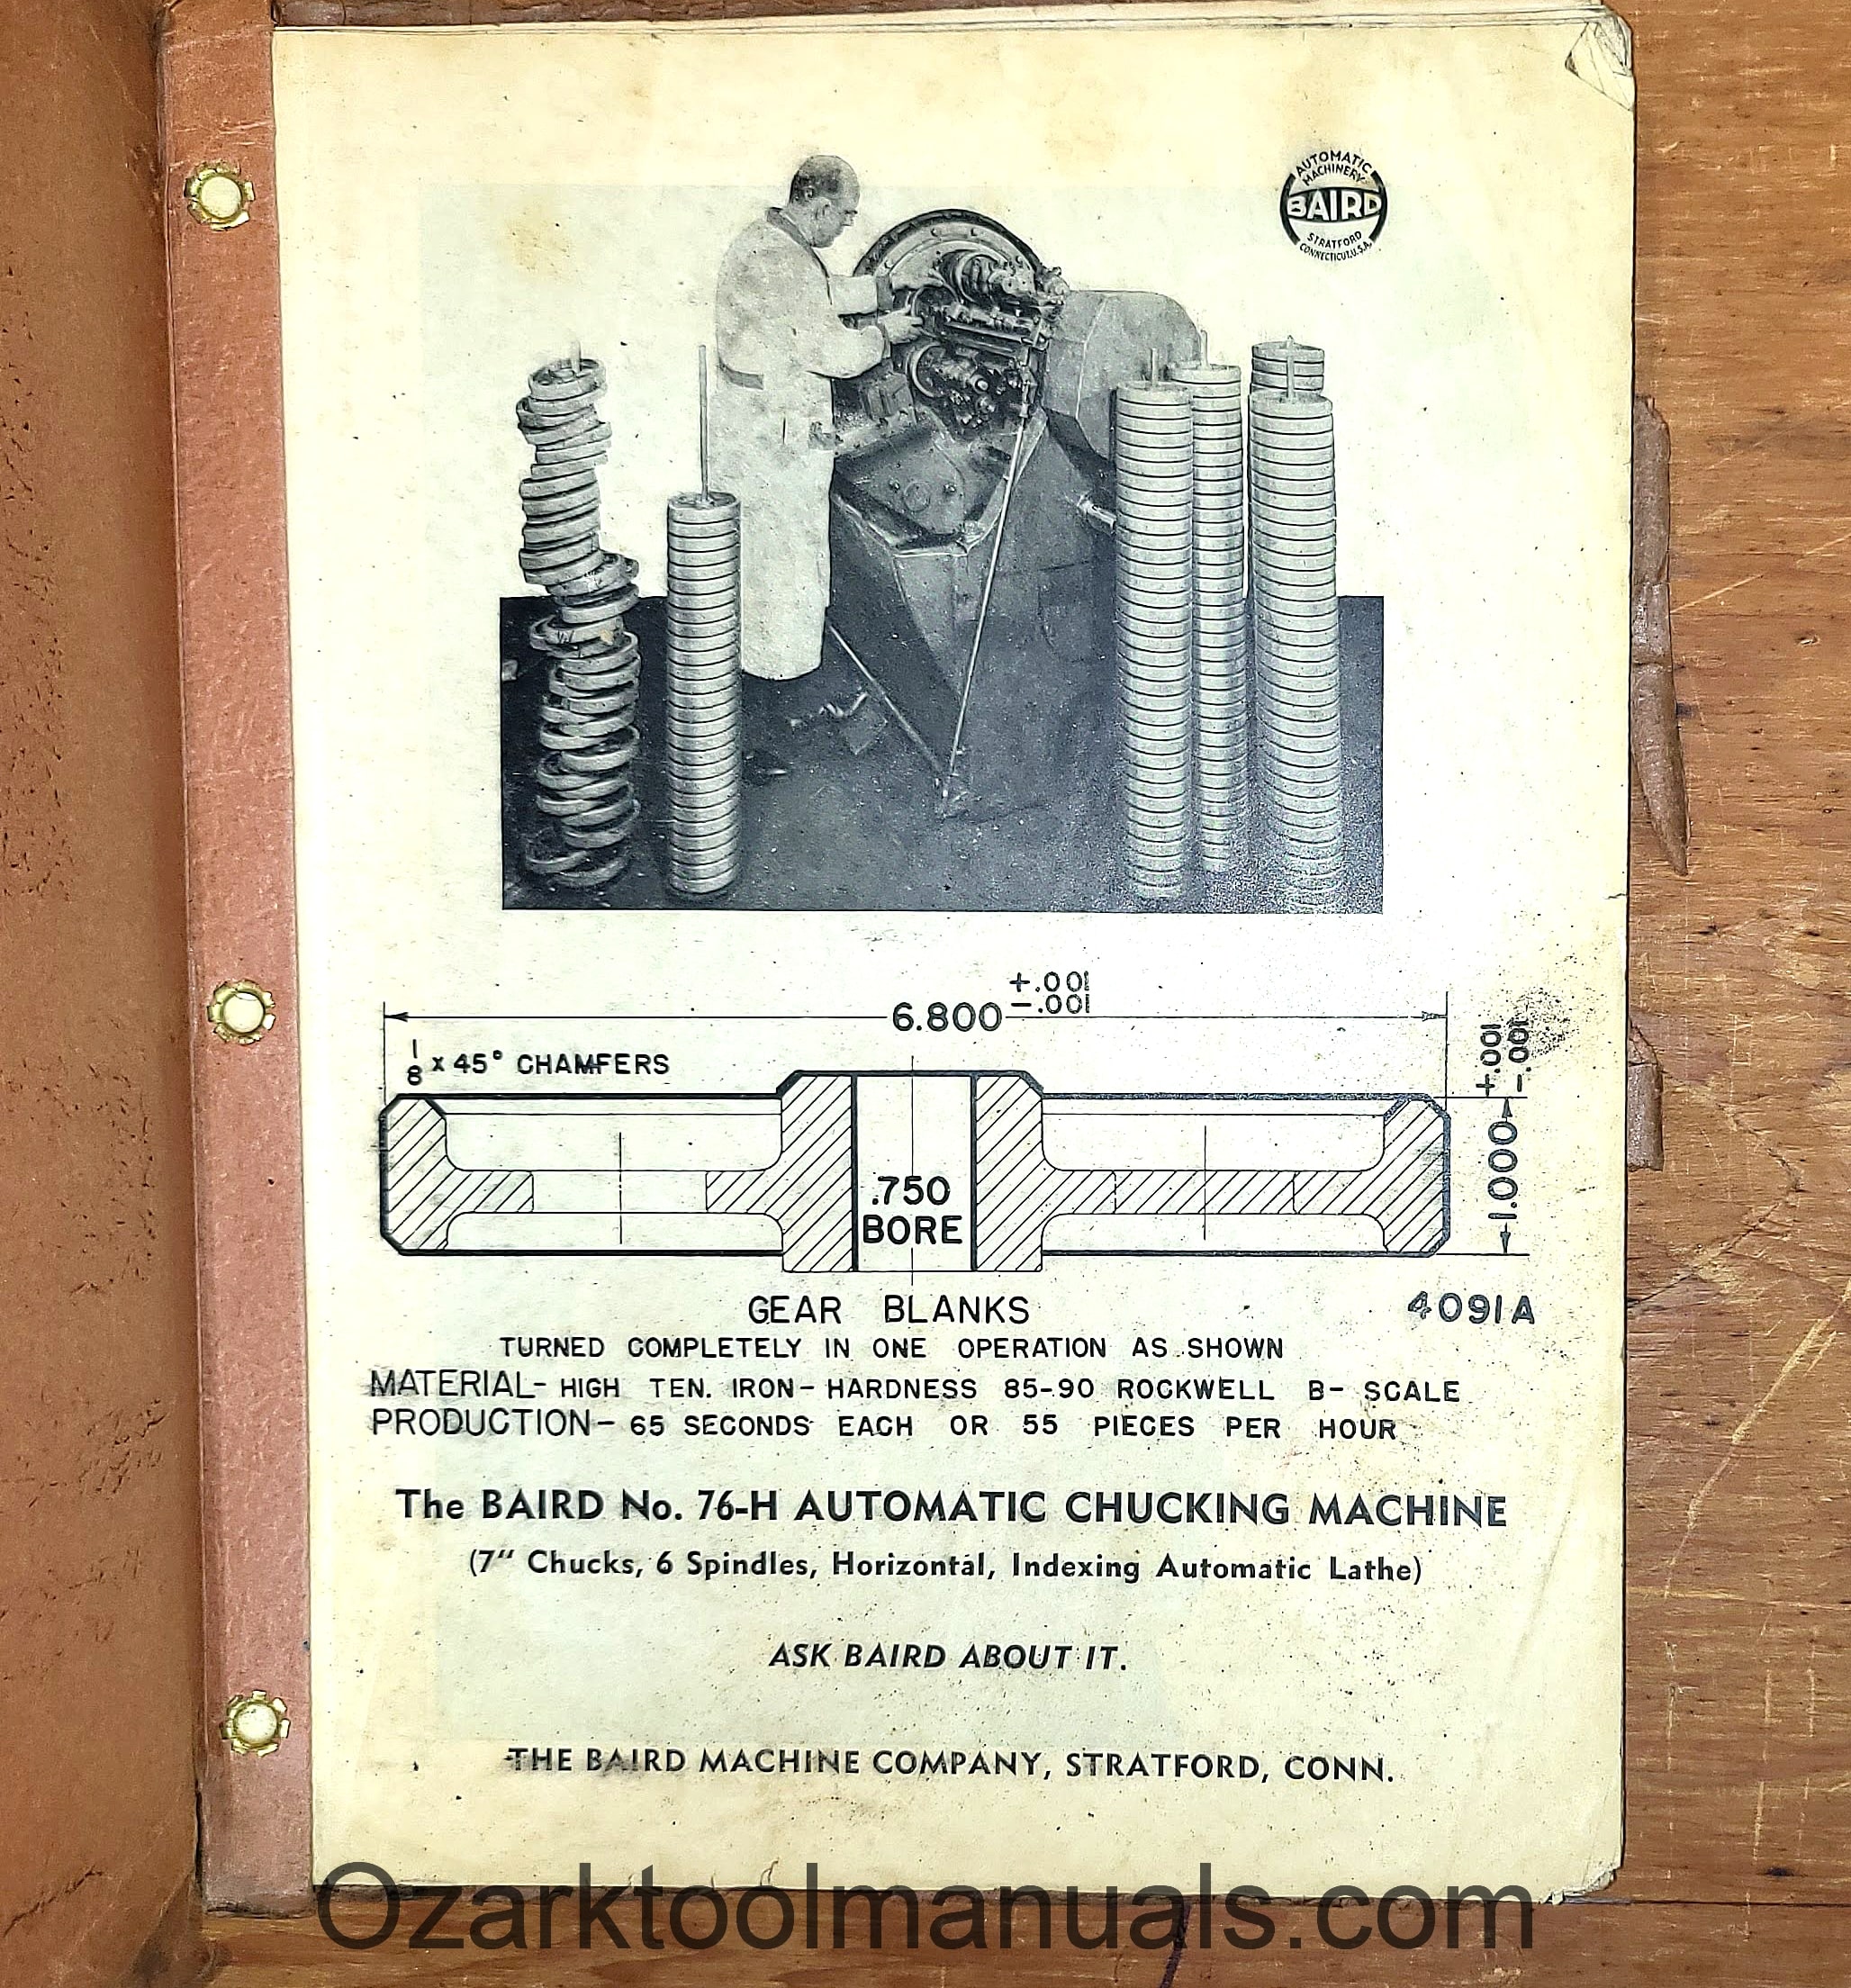 AUTOMATIC
MACHINERY
BAIRD
STRATFORD
CONNECTICUT, U.S.A.
+.001
6.800 -.001
1/8 x 45° CHAMFERS
+.001
-.001
1.000
.750
BORE
GEAR BLANKS
4091A
TURNED COMPLETELY IN ONE OPERATION AS SHOWN
MATERIAL- HIGH TEN. IRON- HARDNESS 85-90 ROCKWELL B- SCALE
PRODUCTION- 65 SECONDS EACH OR 55 PIECES PER HOUR
The BAIRD No. 76-H AUTOMATIC CHUCKING MACHINE
(7" Chucks, 6 Spindles, Horizontal, Indexing Automatic Lathe)
ASK BAIRD ABOUT IT.
THE BAIRD MACHINE COMPANY, STRATFORD, CONN.
Ozarktoolmanuals.com